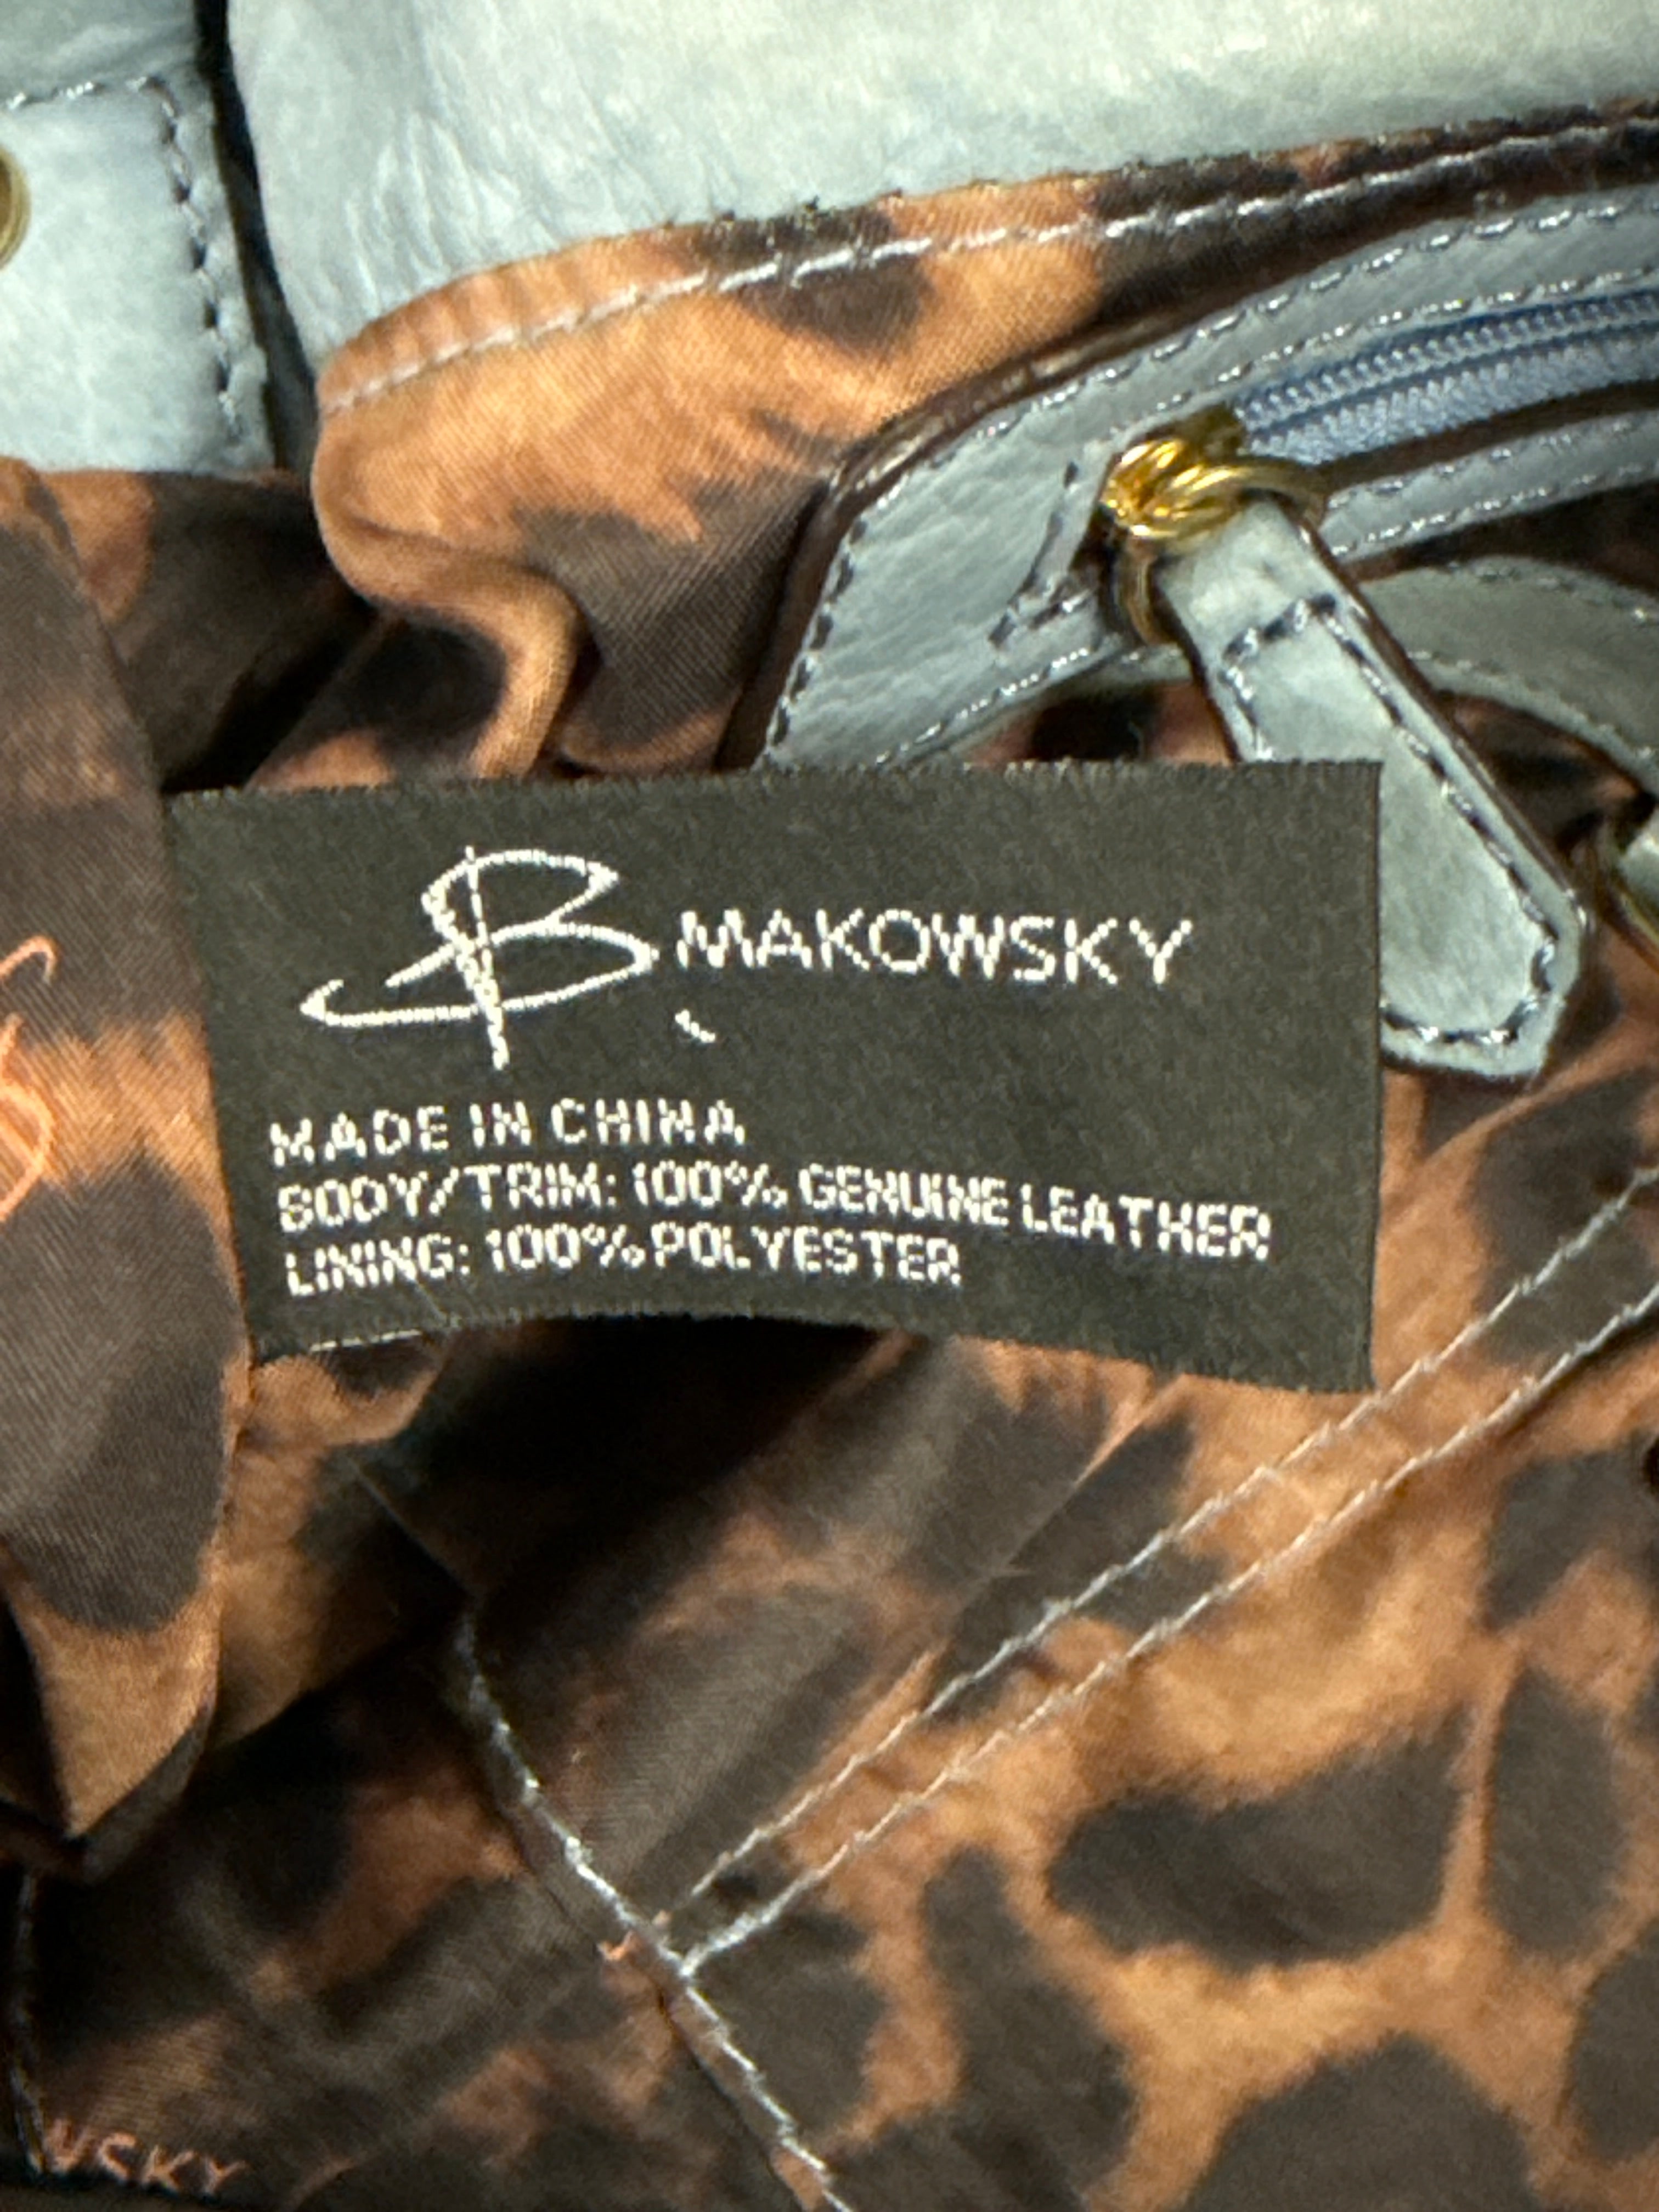 B. MAKOWSKY
MADE IN CHINA
BODY/TRIM: 100% GENUINE LEATHER
LINING: 100% POLYESTER